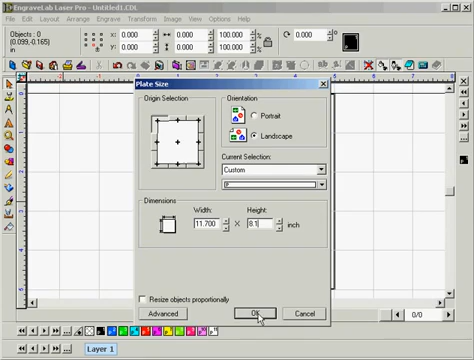 EngraveLab Laser Pro - Untitled1.CDL
File Edit Layout Arrange Engrave Transform View Window Help
Objects : 0
(0.099,-0.165)
in
X: 0.000
Y: 0.000
0.000
0.000
100.000
100.000
0.000
Plate Size
Origin Selection
Orientation
Portrait
Landscape
Current Selection:
Custom
Dimensions
Width:
Height:
11.700
X
8.1
inch
Resize objects proportionally
Advanced
OK
Cancel
0/0
Layer 1